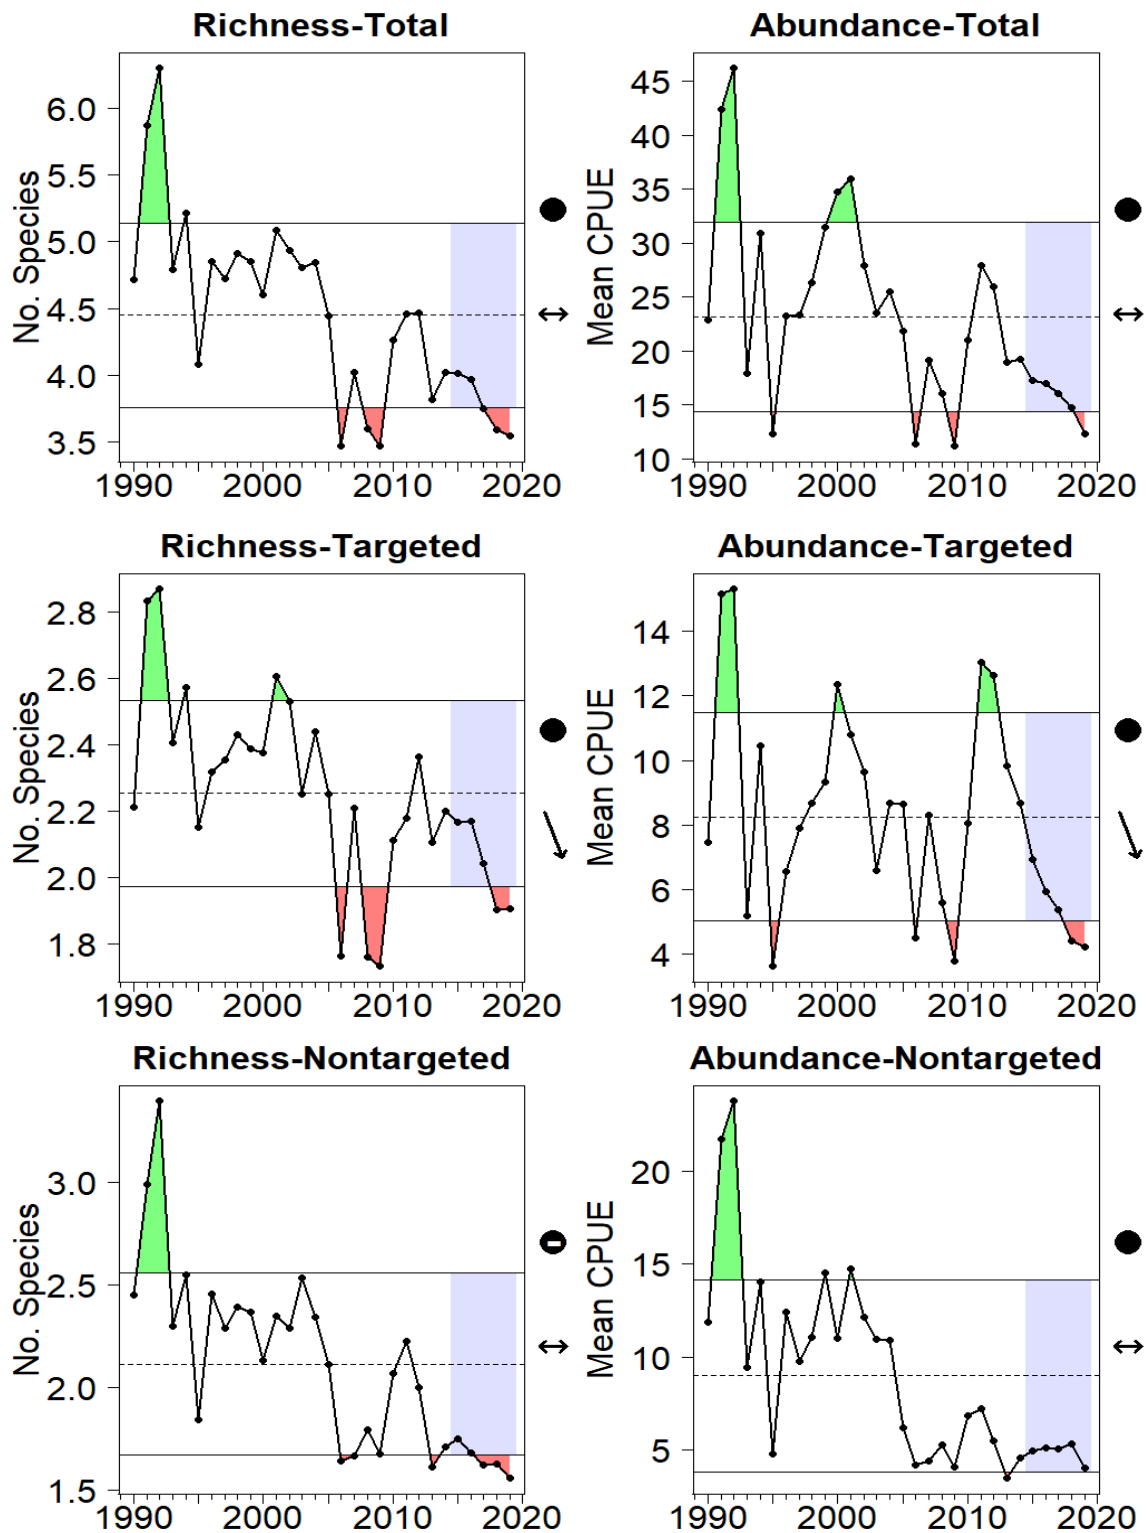 Richness-Total
No. Species
6.0
5.5
5.0
4.5
4.0
3.5
1990 2000 2010 2020
Abundance-Total
Mean CPUE
45
40
35
30
25
20
15
10
1990 2000 2010 2020
Richness-Targeted
No. Species
2.8
2.6
2.4
2.2
2.0
1.8
1990 2000 2010 2020
Abundance-Targeted
Mean CPUE
14
12
10
8
6
4
1990 2000 2010 2020
Richness-Nontargeted
No. Species
3.0
2.5
2.0
1.5
1990 2000 2010 2020
Abundance-Nontargeted
Mean CPUE
20
15
10
5
1990 2000 2010 2020